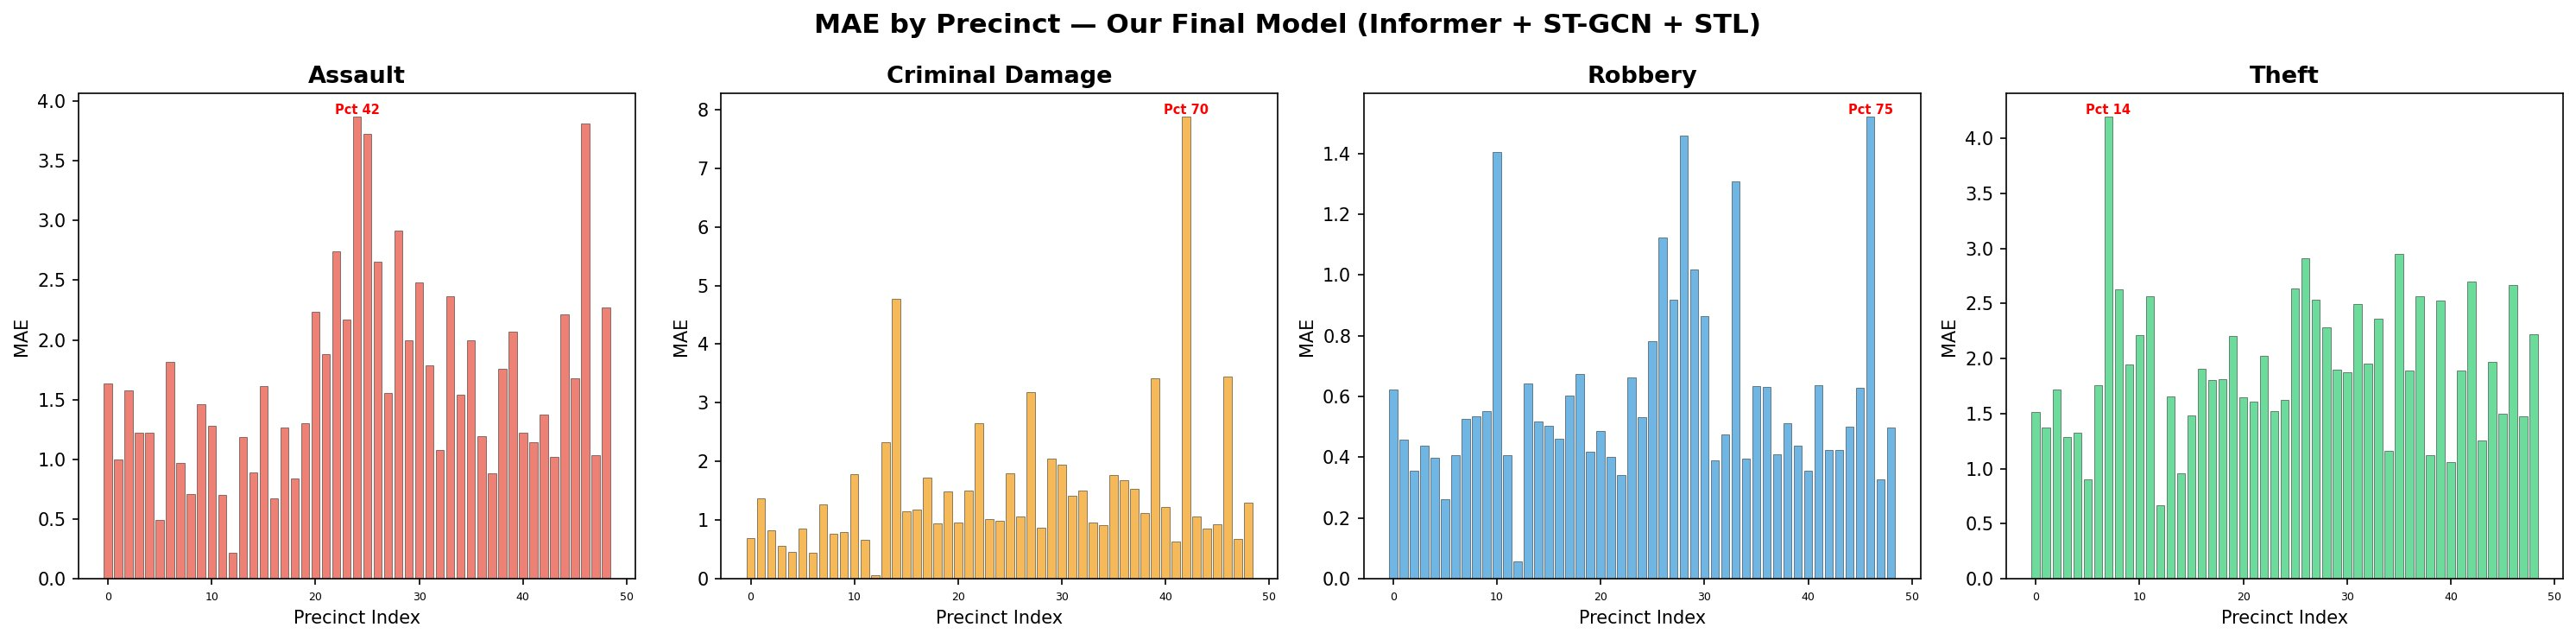 MAE by Precinct — Our Final Model (Informer + ST-GCN + STL)
Assault
Pct 42
4.0
3.5
3.0
2.5
2.0
1.5
1.0
0.5
0.0
MAE
0 10 20 30 40 50
Precinct Index
Criminal Damage
Pct 70
8
7
6
5
4
3
2
1
0
MAE
0 10 20 30 40 50
Precinct Index
Robbery
Pct 75
1.4
1.2
1.0
0.8
0.6
0.4
0.2
0.0
MAE
0 10 20 30 40 50
Precinct Index
Theft
Pct 14
4.0
3.5
3.0
2.5
2.0
1.5
1.0
0.5
0.0
MAE
0 10 20 30 40 50
Precinct Index